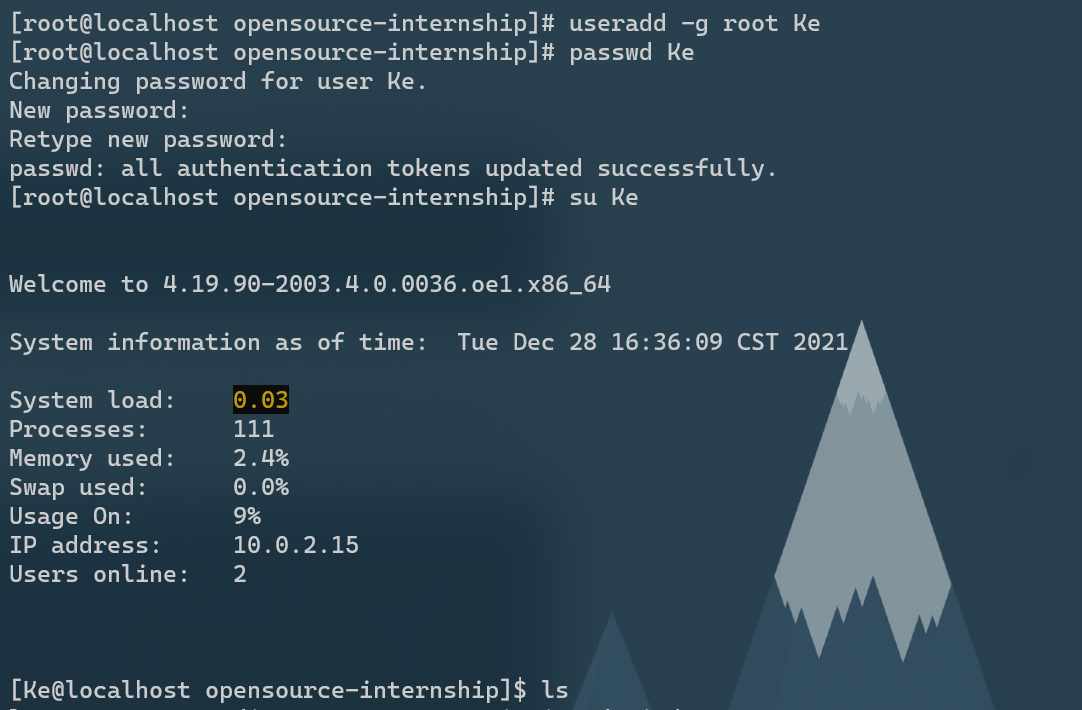 [root@localhost opensource-internship]# useradd -g root Ke
[root@localhost opensource-internship]# passwd Ke
Changing password for user Ke.
New password:
Retype new password:
passwd: all authentication tokens updated successfully.
[root@localhost opensource-internship]# su Ke
Welcome to 4.19.90-2003.4.0.0036.oe1.x86_64
System information as of time:  Tue Dec 28 16:36:09 CST 2021
System load:    0.03
Processes:      111
Memory used:    2.4%
Swap used:      0.0%
Usage On:       9%
IP address:     10.0.2.15
Users online:   2
[Ke@localhost opensource-internship]$ ls